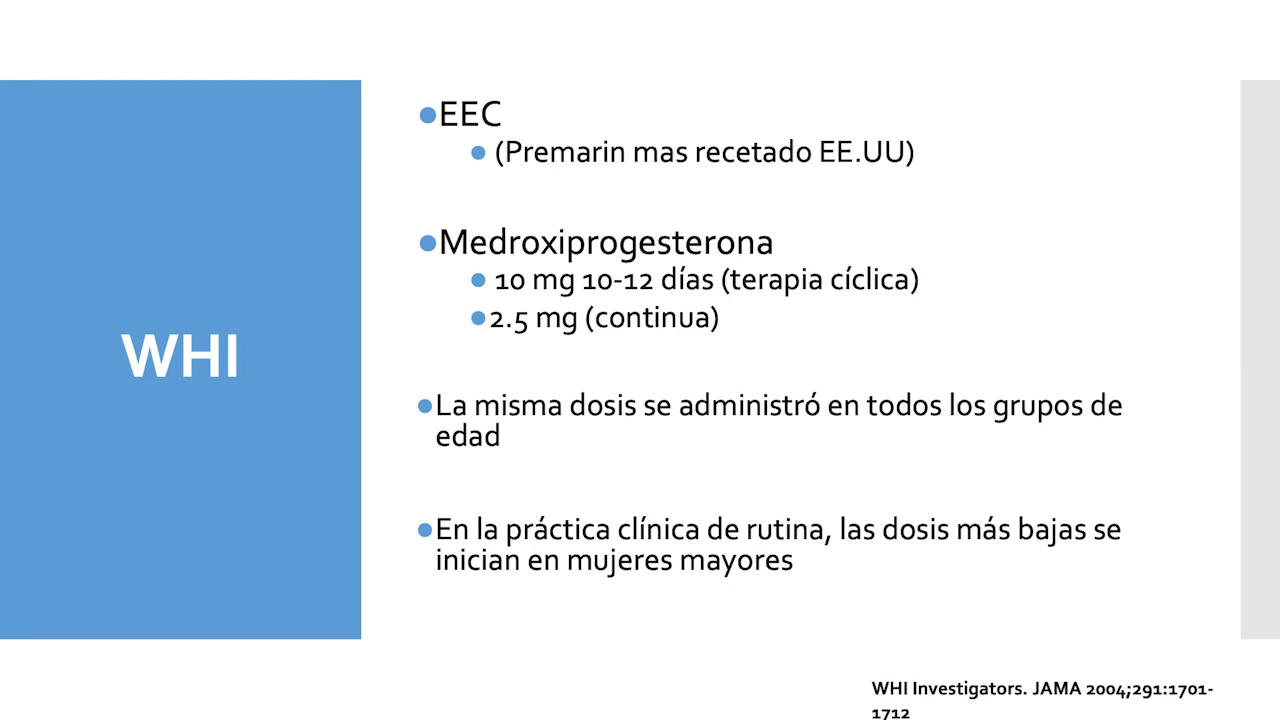 WHI
EEC
(Premarin mas recetado EE.UU)
Medroxiprogesterona
10 mg 10-12 días (terapia cíclica)
2.5 mg (continua)
La misma dosis se administró en todos los grupos de
edad
En la práctica clínica de rutina, las dosis más bajas se
inician en mujeres mayores
WHI Investigators. JAMA 2004;291:1701-
1712